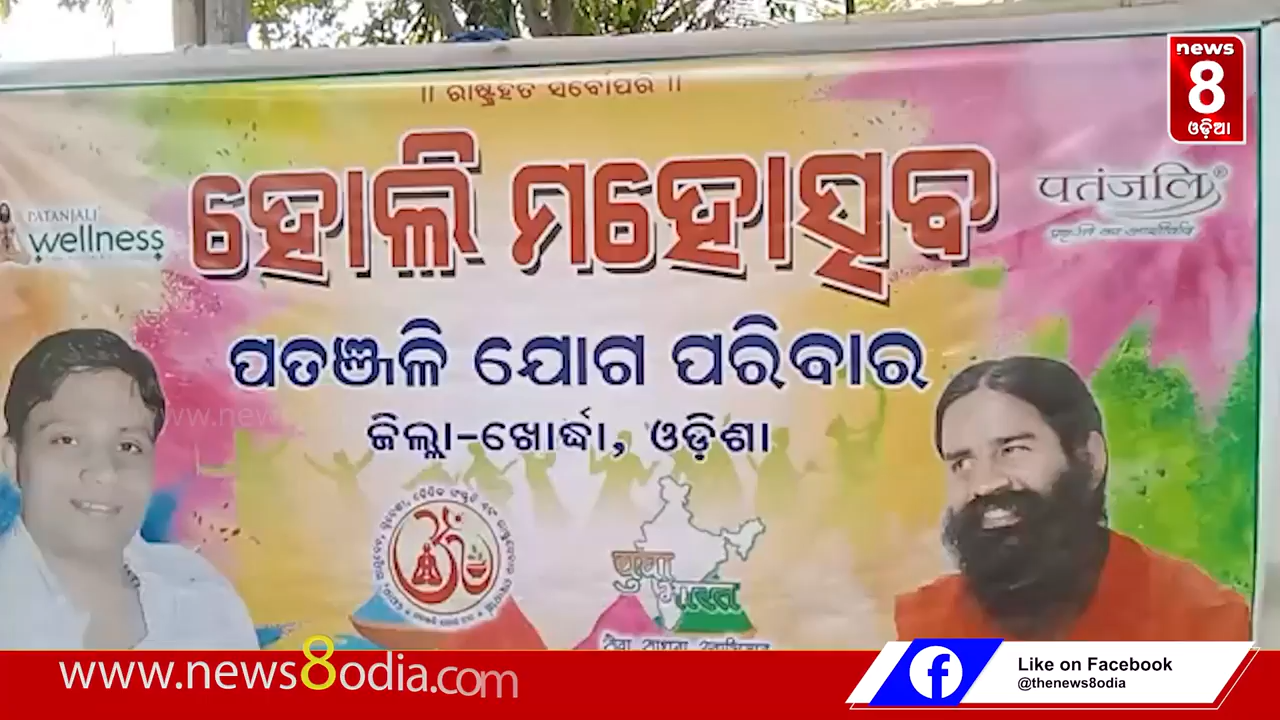 ॥ ରାଷ୍ଟ୍ରହିତ ସର୍ବୋପରି ॥
news
8
ଓଡ଼ିଆ
ହୋଲି ମହୋତ୍ସବ
PATANJALI
wellness
पतंजलि®
ପତଞ୍ଜଳି ଯୋଗ ପରିବାର
ଜିଲ୍ଲା-ଖୋର୍ଦ୍ଧା, ଓଡ଼ିଶା
युवा
भारत
www.news8odia.com
Like on Facebook
@thenews8odia